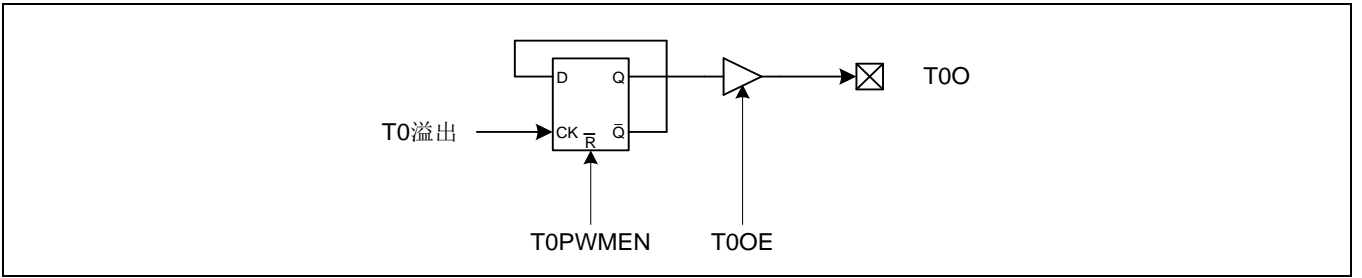 D Q T0O
T0溢出 CK R̅ Q̅
T0PWMEN T0OE